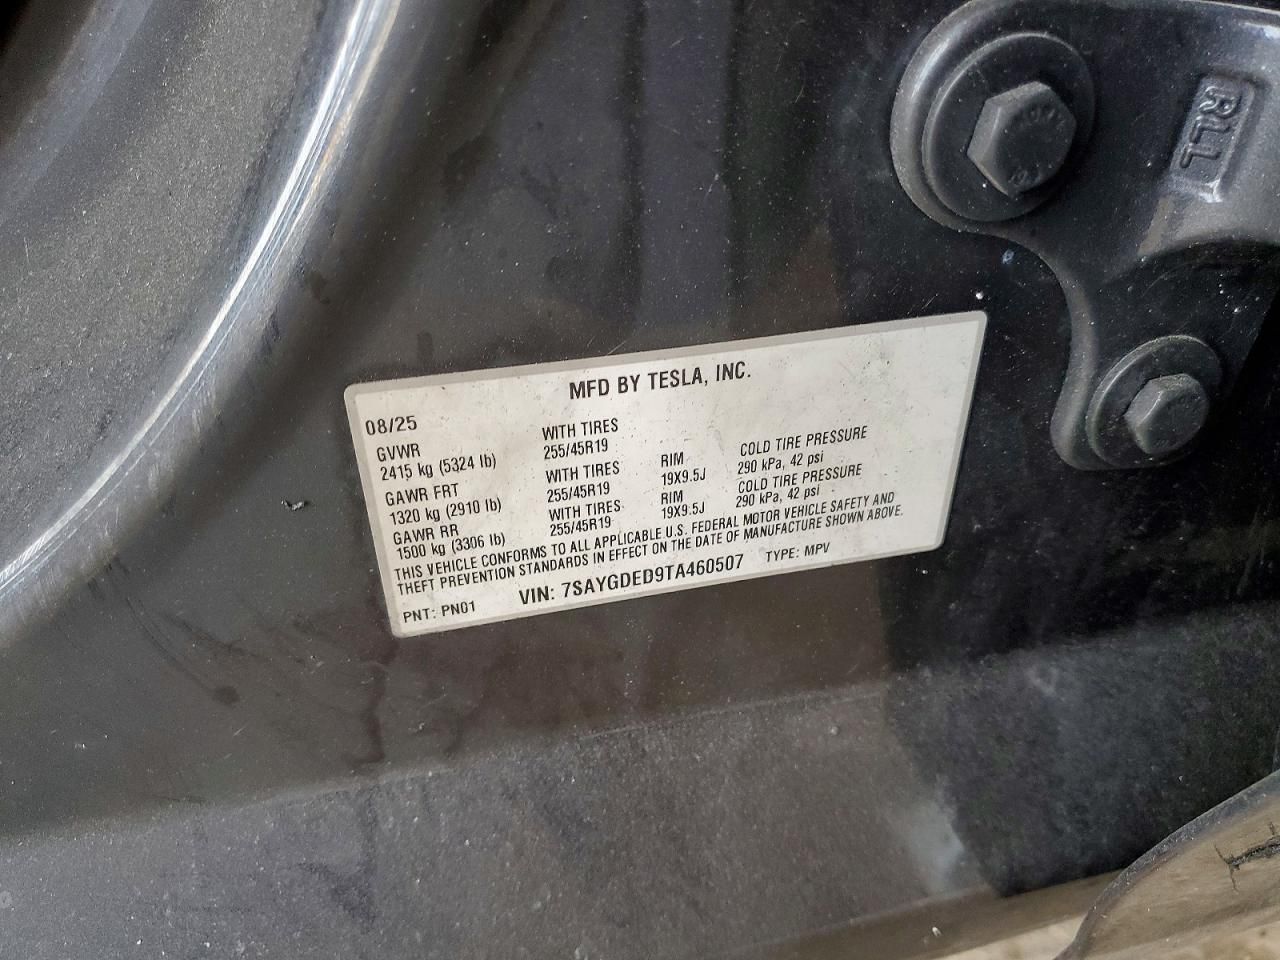 RLL
MFD BY TESLA, INC.
08/25
GVWR WITH TIRES
2415 kg (5324 lb) 255/45R19
GAWR FRT WITH TIRES RIM COLD TIRE PRESSURE
1320 kg (2910 lb) 255/45R19 19X9.5J 290 kPa, 42 psi
GAWR RR WITH TIRES RIM COLD TIRE PRESSURE
1500 kg (3306 lb) 255/45R19 19X9.5J 290 kPa, 42 psi
THIS VEHICLE CONFORMS TO ALL APPLICABLE U.S. FEDERAL MOTOR VEHICLE SAFETY AND
THEFT PREVENTION STANDARDS IN EFFECT ON THE DATE OF MANUFACTURE SHOWN ABOVE.
PNT: PN01 VIN: 7SAYGDED9TA460507 TYPE: MPV